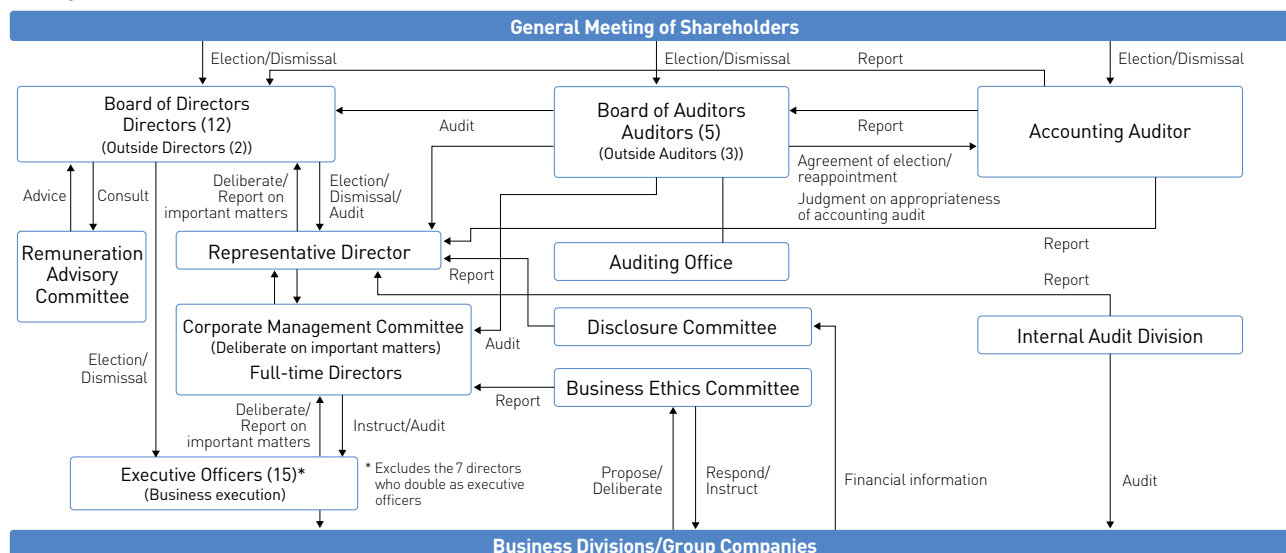 General Meeting of Shareholders
Election/Dismissal
Election/Dismissal
Report
Election/Dismissal
Board of Directors
Directors (12)
(Outside Directors (2))
Audit
Board of Auditors
Auditors (5)
(Outside Auditors (3))
Report
Accounting Auditor
Agreement of election/
reappointment
Judgment on appropriateness
of accounting audit
Advice
Consult
Deliberate/
Report on
important matters
Election/
Dismissal/
Audit
Remuneration
Advisory
Committee
Representative Director
Report
Auditing Office
Report
Report
Corporate Management Committee
(Deliberate on important matters)
Full-time Directors
Audit
Disclosure Committee
Internal Audit Division
Election/
Dismissal
Business Ethics Committee
Report
Deliberate/
Report on
important matters
Instruct/Audit
Executive Officers (15)*
(Business execution)
* Excludes the 7 directors
who double as executive
officers
Propose/
Deliberate
Respond/
Instruct
Financial information
Audit
Business Divisions/Group Companies